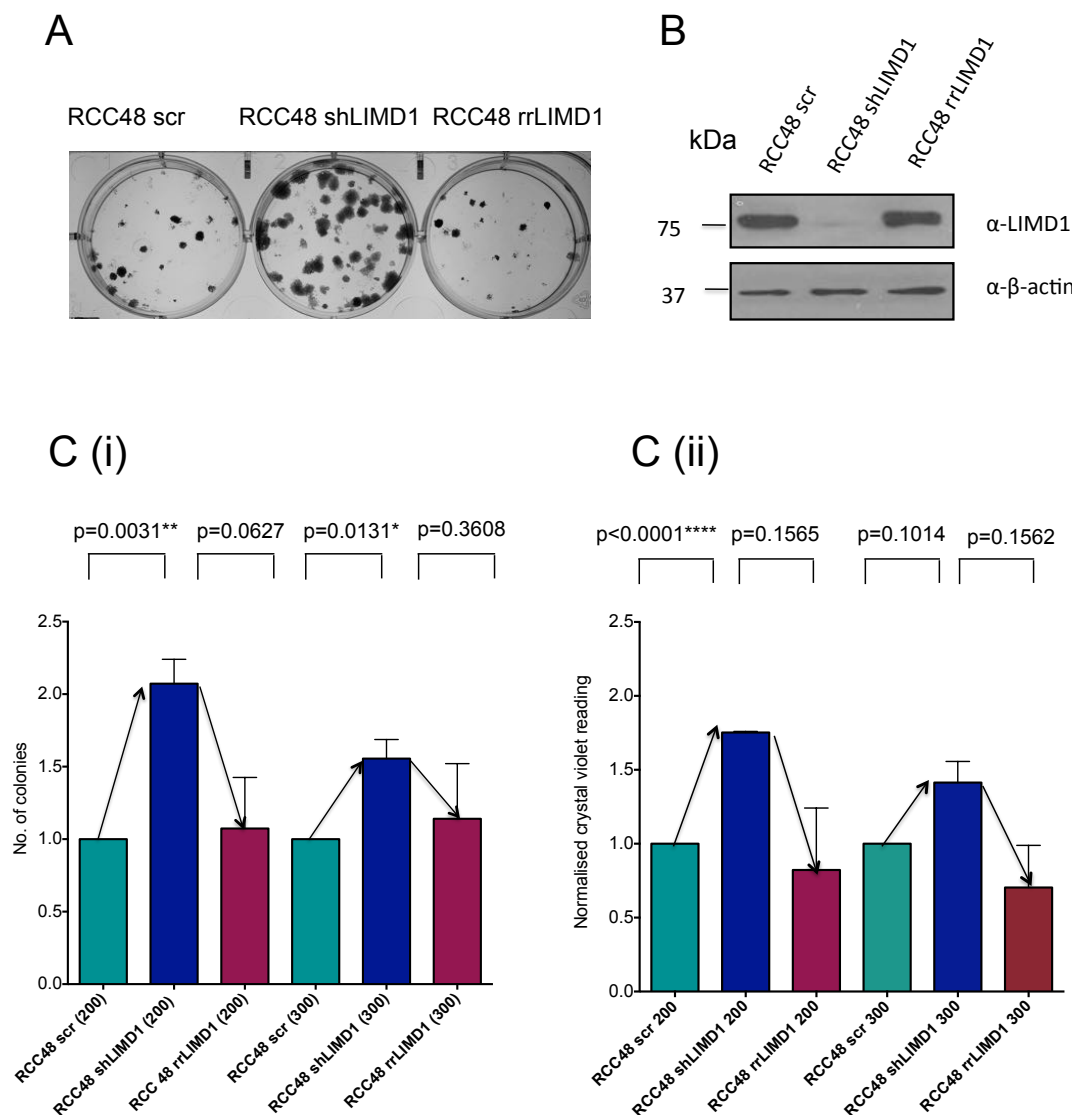 A
RCC48 scr
RCC48 shLIMD1
RCC48 rrLIMD1
B
RCC48 scr
RCC48 shLIMD1
RCC48 rrLIMD1
kDa
75
α-LIMD1
37
α-β-actin
C (i)
p=0.0031**
p=0.0627
p=0.0131*
p=0.3608
No. of colonies
2.5
2.0
1.5
1.0
0.5
0.0
RCC48 scr (200)
RCC48 shLIMD1 (200)
RCC 48 rrLIMD1 (200)
RCC48 scr (300)
RCC48 shLIMD1 (300)
RCC48 rrLIMD1 (300)
C (ii)
p<0.0001****
p=0.1565
p=0.1014
p=0.1562
Normalised crystal violet reading
2.5
2.0
1.5
1.0
0.5
0.0
RCC48 scr 200
RCC48 shLIMD1 200
RCC48 rrLIMD1 200
RCC48 scr 300
RCC48 shLIMD1 300
RCC48 rrLIMD1 300